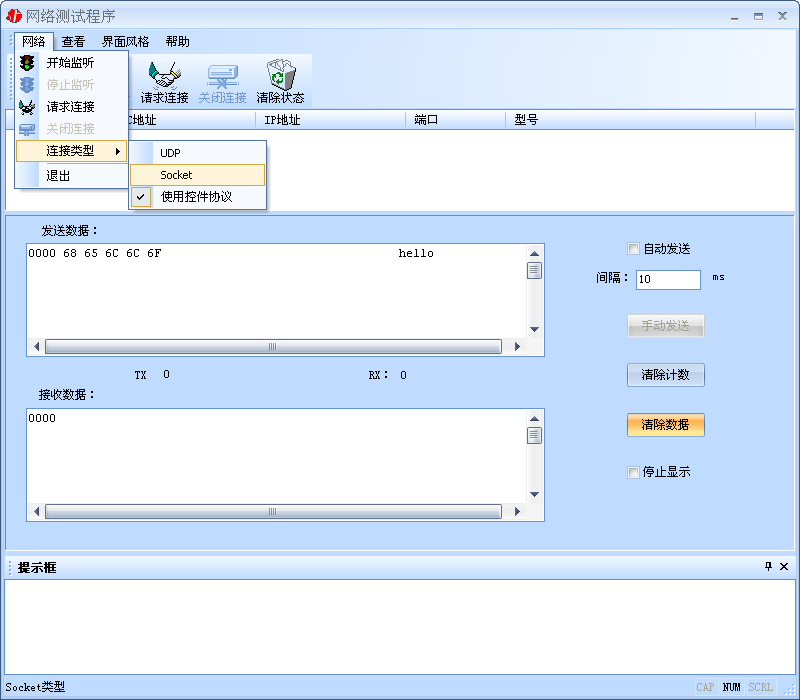 网络测试程序
网络 查看 界面风格 帮助
开始监听
停止监听
请求连接
关闭连接
连接类型
退出
请求连接 关闭连接 清除状态
C地址 IP地址 端口 型号
UDP
Socket
使用控件协议
发送数据：
0000 68 65 6C 6C 6F hello
自动发送
间隔： 10 ms
手动发送
TX 0 RX： 0
清除计数
接收数据：
0000
清除数据
停止显示
提示框
Socket类型
CAP NUM SCRL